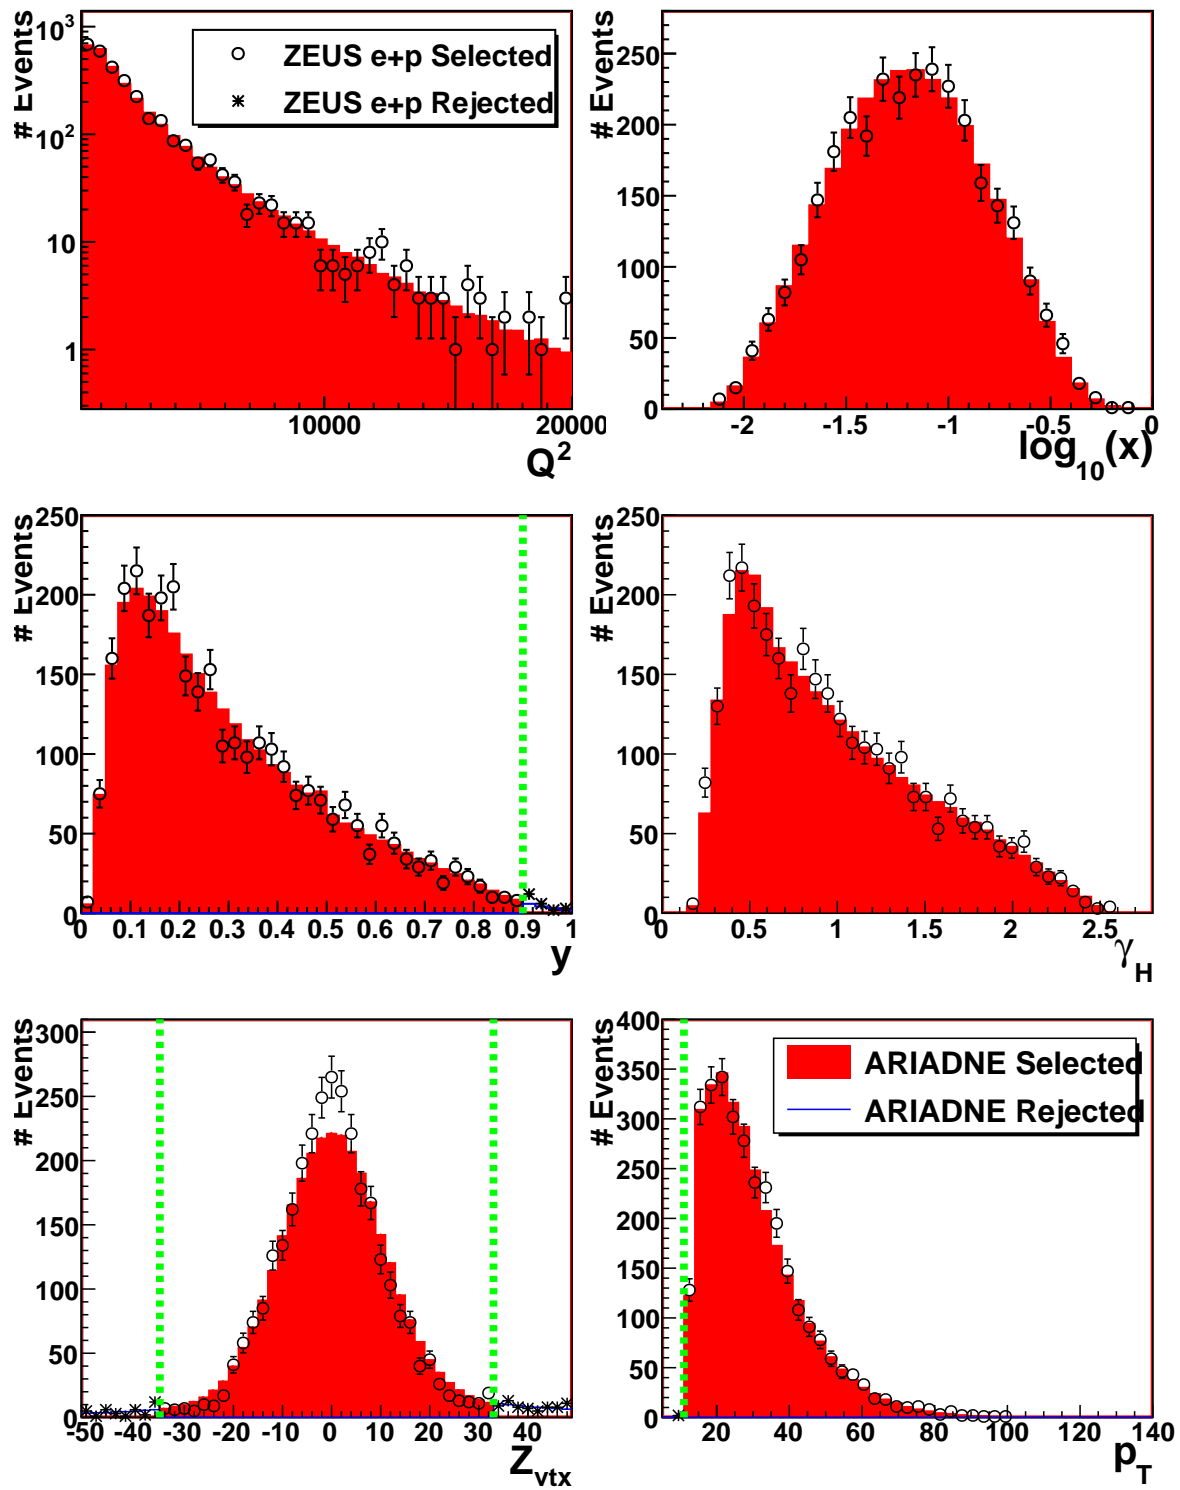 # Events
10³
10²
10
1
ZEUS e+p Selected
ZEUS e+p Rejected
10000 20000
Q²
# Events
250
200
150
100
50
0
-2 -1.5 -1 -0.5 0
log₁₀(x)
# Events
250
200
150
100
50
0
0 0.1 0.2 0.3 0.4 0.5 0.6 0.7 0.8 0.9 1
y
# Events
250
200
150
100
50
0
0 0.5 1 1.5 2 2.5
γ_H
# Events
300
250
200
150
100
50
0
-50 -40 -30 -20 -10 0 10 20 30 40
Z_vtx
# Events
400
350
300
250
200
150
100
50
0
ARIADNE Selected
ARIADNE Rejected
20 40 60 80 100 120 140
p_T